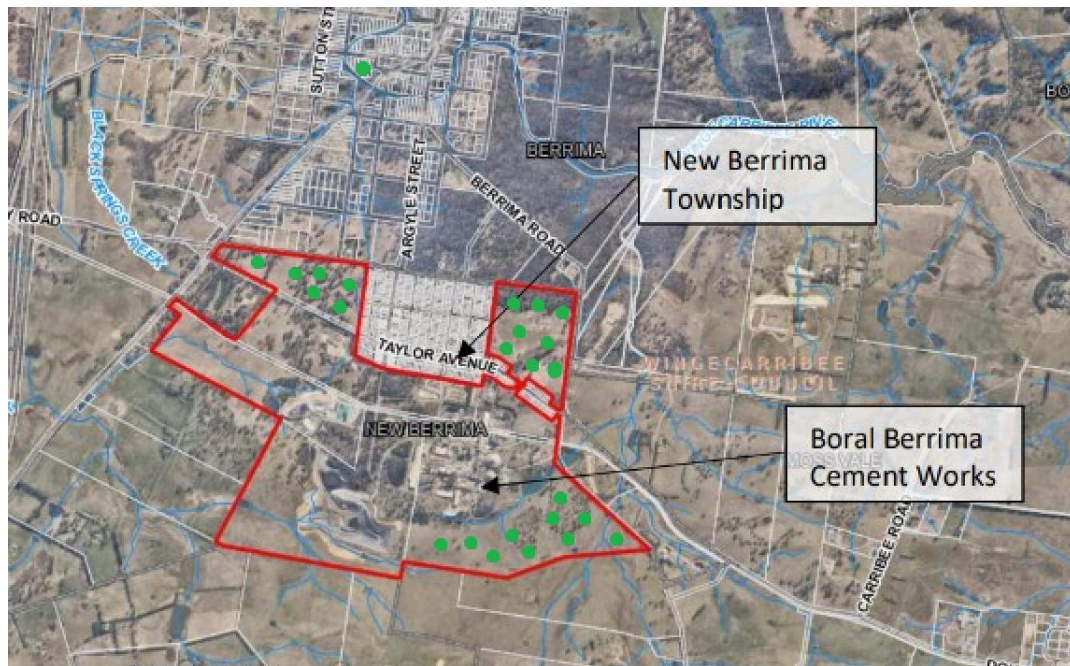 SUTTON ST
BO
BLACK SPRINGS CREEK
BERRIMA
New Berrima
Township
ARGYLE STREET
BERRIMA ROAD
Y ROAD
TAYLOR AVENUE
WINGECARRIBEE
SHIRE COUNCIL
NEW BERRIMA
Boral Berrima
Cement Works
MOSS VALE
CARRIBEE ROAD